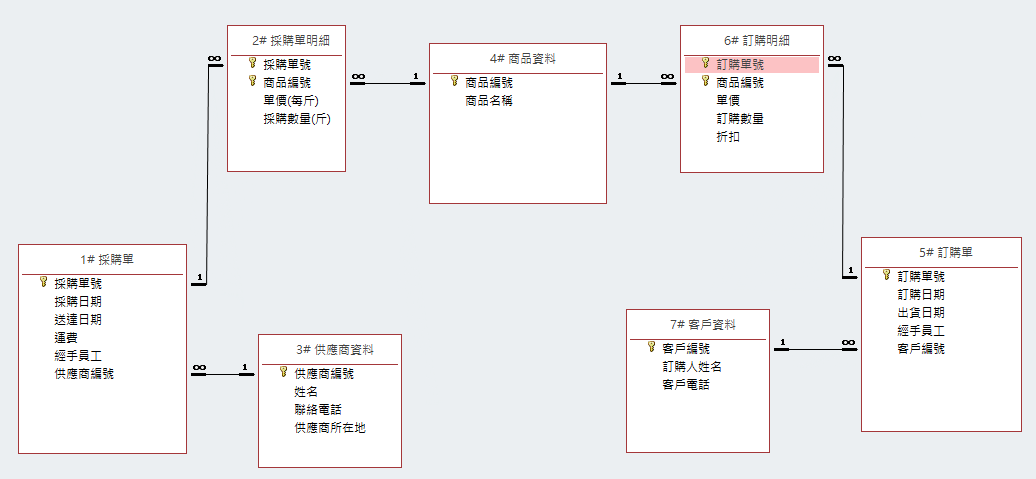 2# 採購單明細
採購單號
商品編號
單價(每斤)
採購數量(斤)
4# 商品資料
商品編號
商品名稱
6# 訂購明細
訂購單號
商品編號
單價
訂購數量
折扣
∞
∞
1
1
∞
∞
1# 採購單
採購單號
採購日期
送達日期
運費
經手員工
供應商編號
1
∞
1
3# 供應商資料
供應商編號
姓名
聯絡電話
供應商所在地
7# 客戶資料
客戶編號
訂購人姓名
客戶電話
1
∞
1
5# 訂購單
訂購單號
訂購日期
出貨日期
經手員工
客戶編號